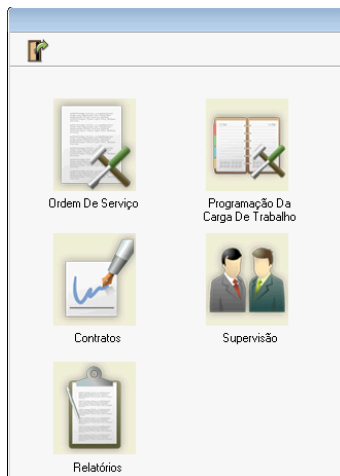 Ordem De Serviço
Programação Da
Carga De Trabalho
Contratos
Supervisão
Relatórios